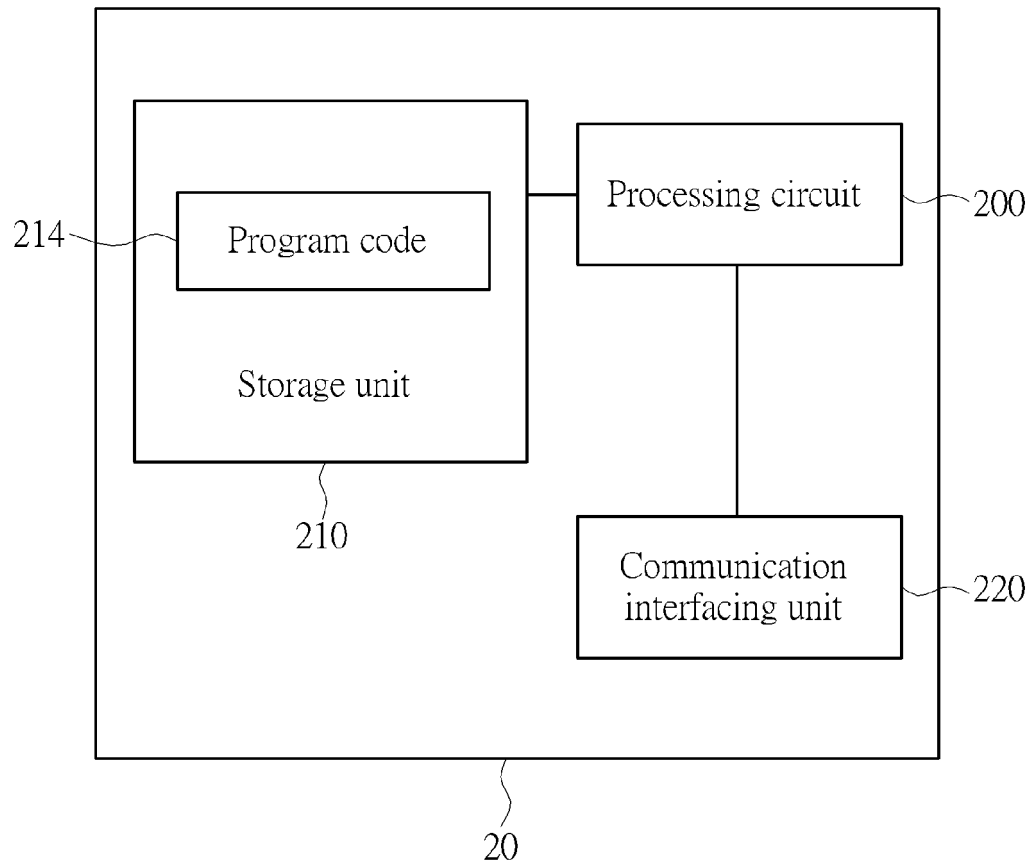 Processing circuit
200
214
Program code
Storage unit
210
Communication
interfacing unit
220
20